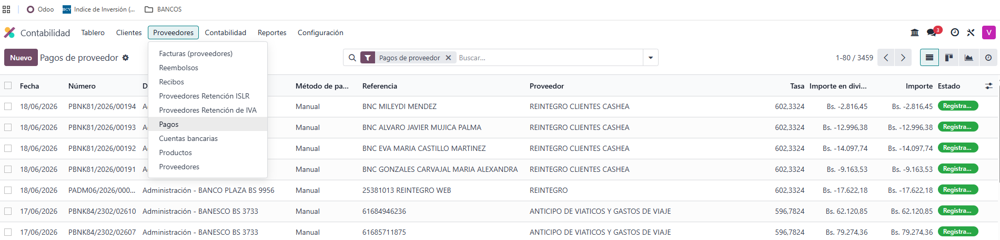 Odoo BCV Indice de Inversión (... BANCOS
Contabilidad Tablero Clientes Proveedores Contabilidad Reportes Configuración 3 V
Nuevo Pagos de proveedor Pagos de proveedor Buscar... 1-80 / 3459
Facturas (proveedores)
Reembolsos
Recibos
Proveedores Retención ISLR
Proveedores Retención de IVA
Pagos
Cuentas bancarias
Productos
Proveedores
Fecha Número D Método de pa... Referencia Proveedor Tasa Importe en divi... Importe Estado
18/06/2026 PBNK81/2026/00194 A Manual BNC MILEYDI MENDEZ REINTEGRO CLIENTES CASHEA 602,3324 Bs. -2.816,45 Bs. -2.816,45 Registra...
18/06/2026 PBNK81/2026/00193 A Manual BNC ALVARO JAVIER MUJICA PALMA REINTEGRO CLIENTES CASHEA 602,3324 Bs. -12.996,38 Bs. -12.996,38 Registra...
18/06/2026 PBNK81/2026/00192 A Manual BNC EVA MARIA CASTILLO MARTINEZ REINTEGRO CLIENTES CASHEA 602,3324 Bs. -14.097,74 Bs. -14.097,74 Registra...
18/06/2026 PBNK81/2026/00191 A Manual BNC GONZALES CARVAJAL MARIA ALEXANDRA REINTEGRO CLIENTES CASHEA 602,3324 Bs. -9.163,53 Bs. -9.163,53 Registra...
18/06/2026 PADM06/2026/000... Administración - BANCO PLAZA BS 9956 Manual 25381013 REINTEGRO WEB REINTEGRO 602,3324 Bs. -17.622,18 Bs. -17.622,18 Registra...
17/06/2026 PBNK84/2302/02610 Administración - BANESCO BS 3733 Manual 61684946236 ANTICIPO DE VIATICOS Y GASTOS DE VIAJE 596,7824 Bs. 62.120,85 Bs. 62.120,85 Registra...
17/06/2026 PBNK84/2302/02607 Administración - BANESCO BS 3733 Manual 61685711875 ANTICIPO DE VIATICOS Y GASTOS DE VIAJE 596,7824 Bs. 79.274,36 Bs. 79.274,36 Registra...